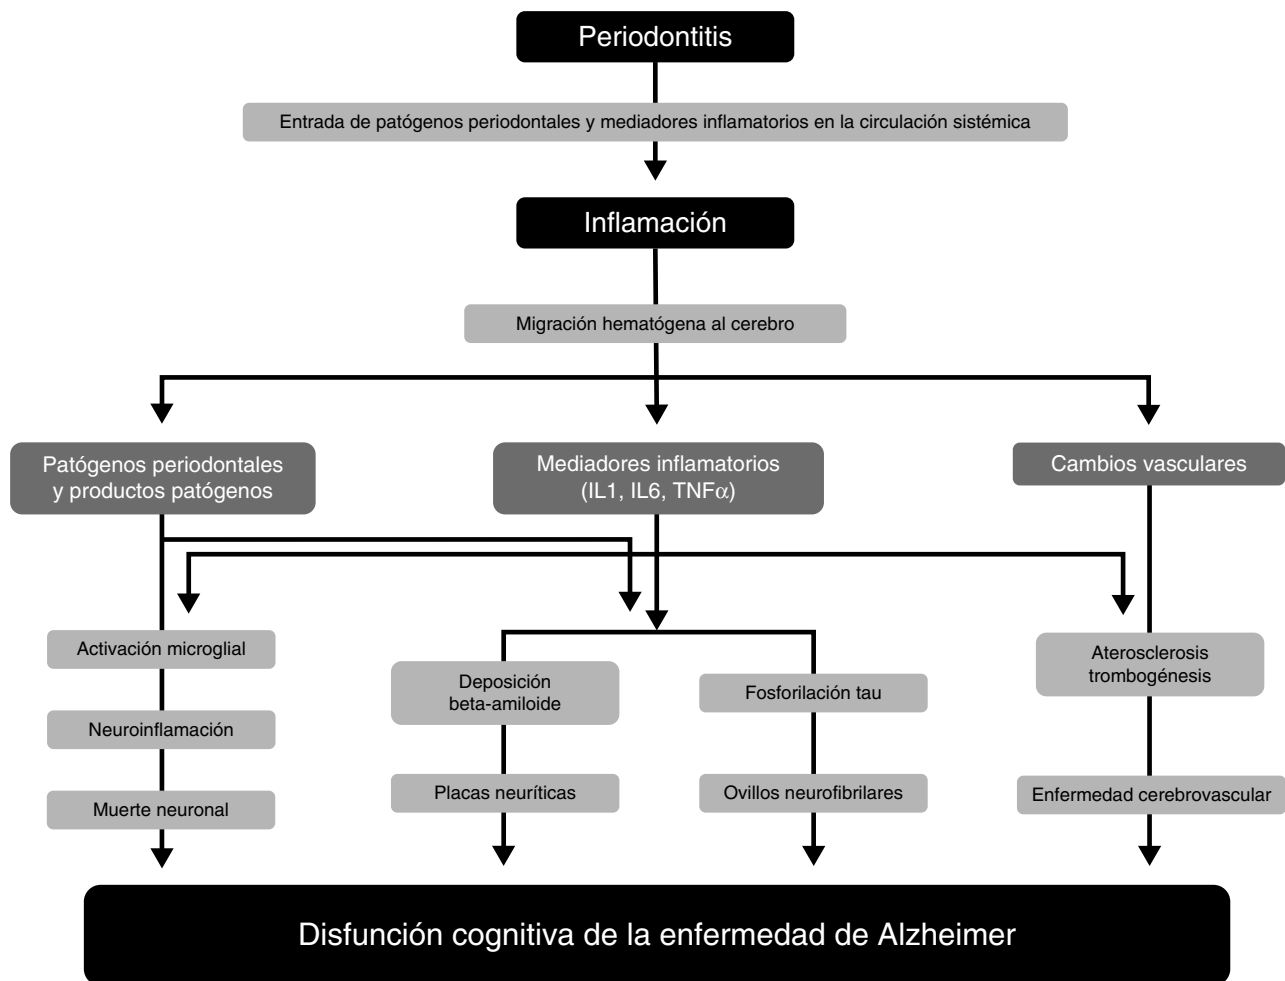 Periodontitis
Entrada de patógenos periodontales y mediadores inflamatorios en la circulación sistémica
Inflamación
Migración hematógena al cerebro
Patógenos periodontales
y productos patógenos
Mediadores inflamatorios
(IL1, IL6, TNFα)
Cambios vasculares
Activación microglial
Neuroinflamación
Muerte neuronal
Deposición
beta-amiloide
Placas neuríticas
Fosforilación tau
Ovillos neurofibrilares
Aterosclerosis
trombogénesis
Enfermedad cerebrovascular
Disfunción cognitiva de la enfermedad de Alzheimer